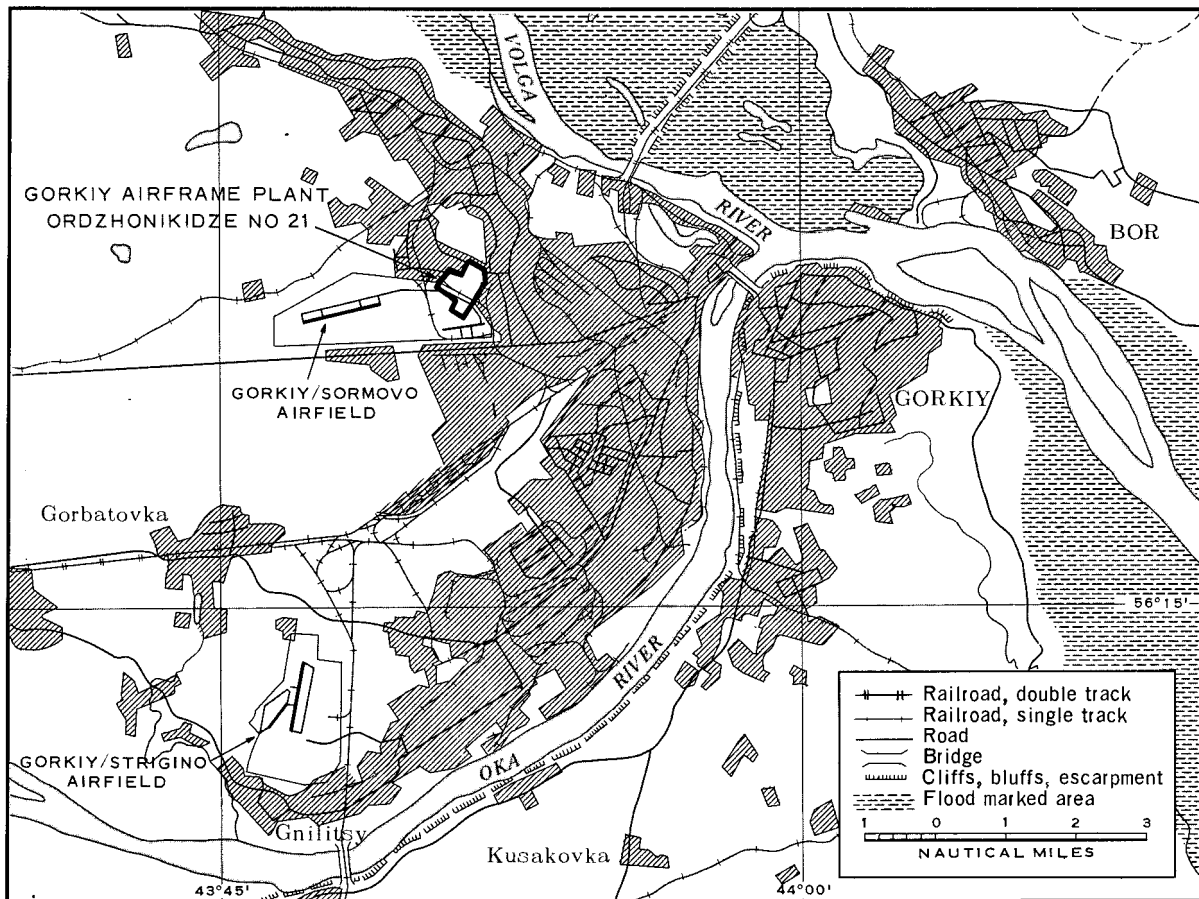 VOLGA
RIVER
GORKIY AIRFRAME PLANT
ORDZHONIKIDZE NO 21
BOR
GORKIY/SORMOVO
AIRFIELD
GORKIY
Gorbatovka
56°15'
RIVER
OKA
GORKIY/STRIGINO
AIRFIELD
Gnilitsy
Kusakovka
43°45'
44°00'
Railroad, double track
Railroad, single track
Road
Bridge
Cliffs, bluffs, escarpment
Flood marked area
1 0 1 2 3
NAUTICAL MILES